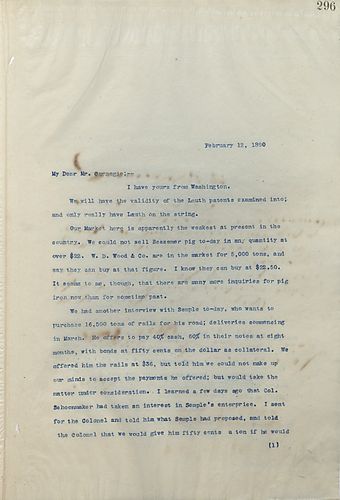 296
February 12, 1890
My Dear Mr. Carnegie:--
I have yours from Washington.
We will have the validity of the Lauth patents examined into;
and only really have Lauth on the string.
Our Market here is apparently the weakest at present in the
country. We could not sell Bessemer pig to-day in any quantity at
over $22. W. D. Wood & Co. are in the market for 5,000 tons, and
say they can buy at that figure. I know they can buy at $22.50.
It seems to me, though, that there are many more inquiries for pig
iron now than for sometime past.
We had another interview with Semple to-day, who wants to
purchase 16,500 tons of rails for his road; deliveries commencing
in March. He offers to pay 40% cash, 60% in their notes at eight
months, with bonds at fifty cents on the dollar as collateral. We
offered him the rails at $36, but told him we could not make up
our minds to accept the payments he offered; but would take the
matter under consideration. I learned a few days ago that Col.
Schoonmaker had taken an interest in Semple's enterprise. I sent
for the Colonel and told him what Semple had proposed, and told
the Colonel that we would give him fifty cents a ton if he would
(1)